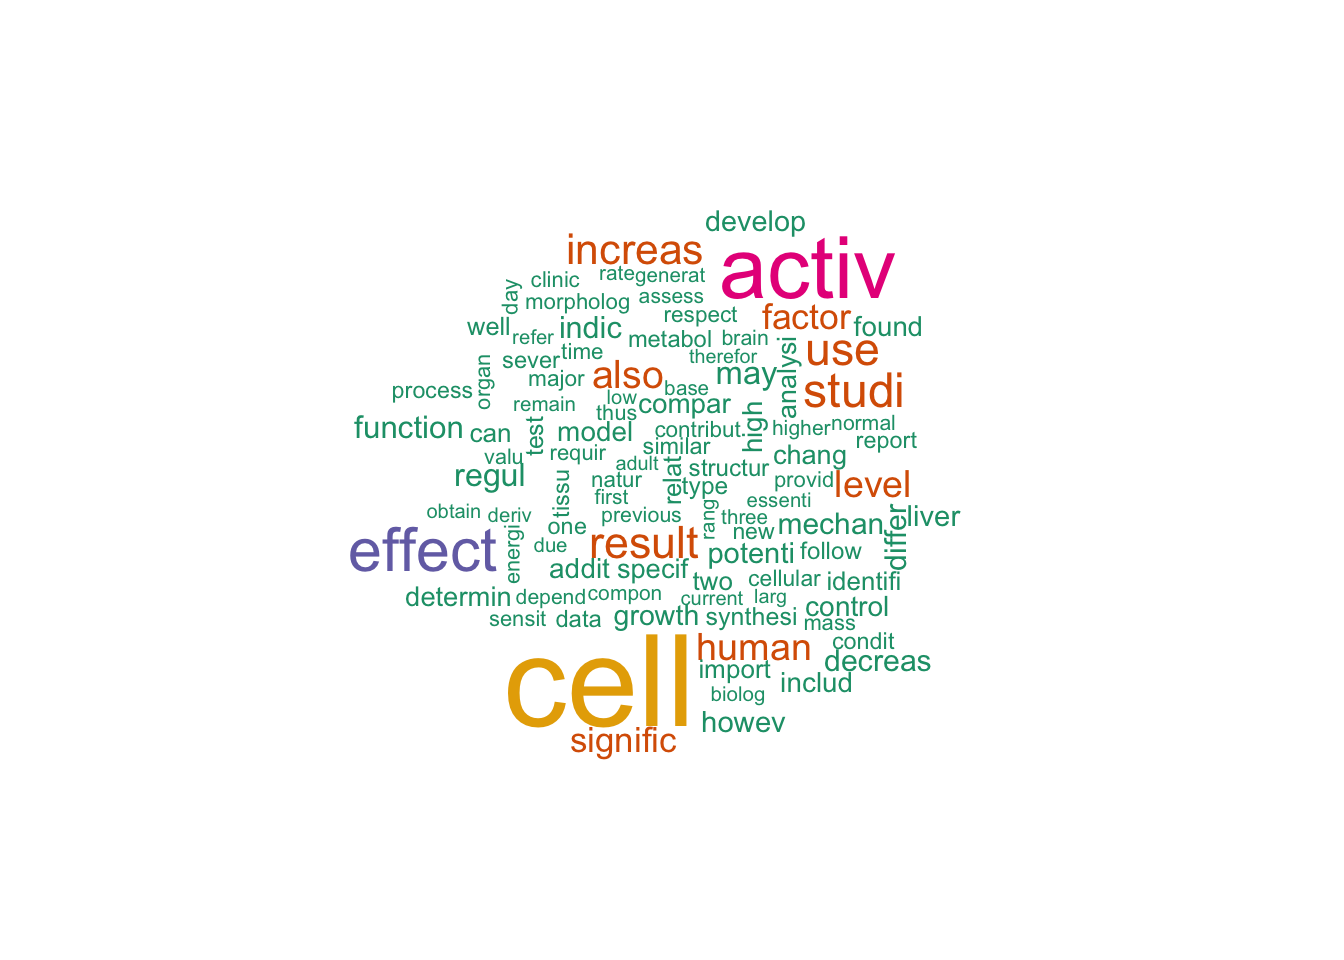 develop
increas
activ
clinic
rate
generat
day
morpholog
assess
respect
factor
found
well
refer
indic
metabol
brain
analysi
use
sever
time
therefor
organ
process
major
also
base
may
studi
remain
low
thus
compar
high
function
can
test
model
contribut
higher
normal
report
valu
requir
similar
chang
regul
adult
relat
structur
tissu
natur
type
provid
level
first
essenti
obtain
deriv
one
previous
rang
three
new
mechan
differ
liver
effect
energi
due
result
potenti
follow
addit
specif
two
cellular
identifi
determin
depend
compon
current
larg
control
sensit
data
growth
synthesi
mass
cell
human
condit
import
decreas
biolog
includ
howev
signific